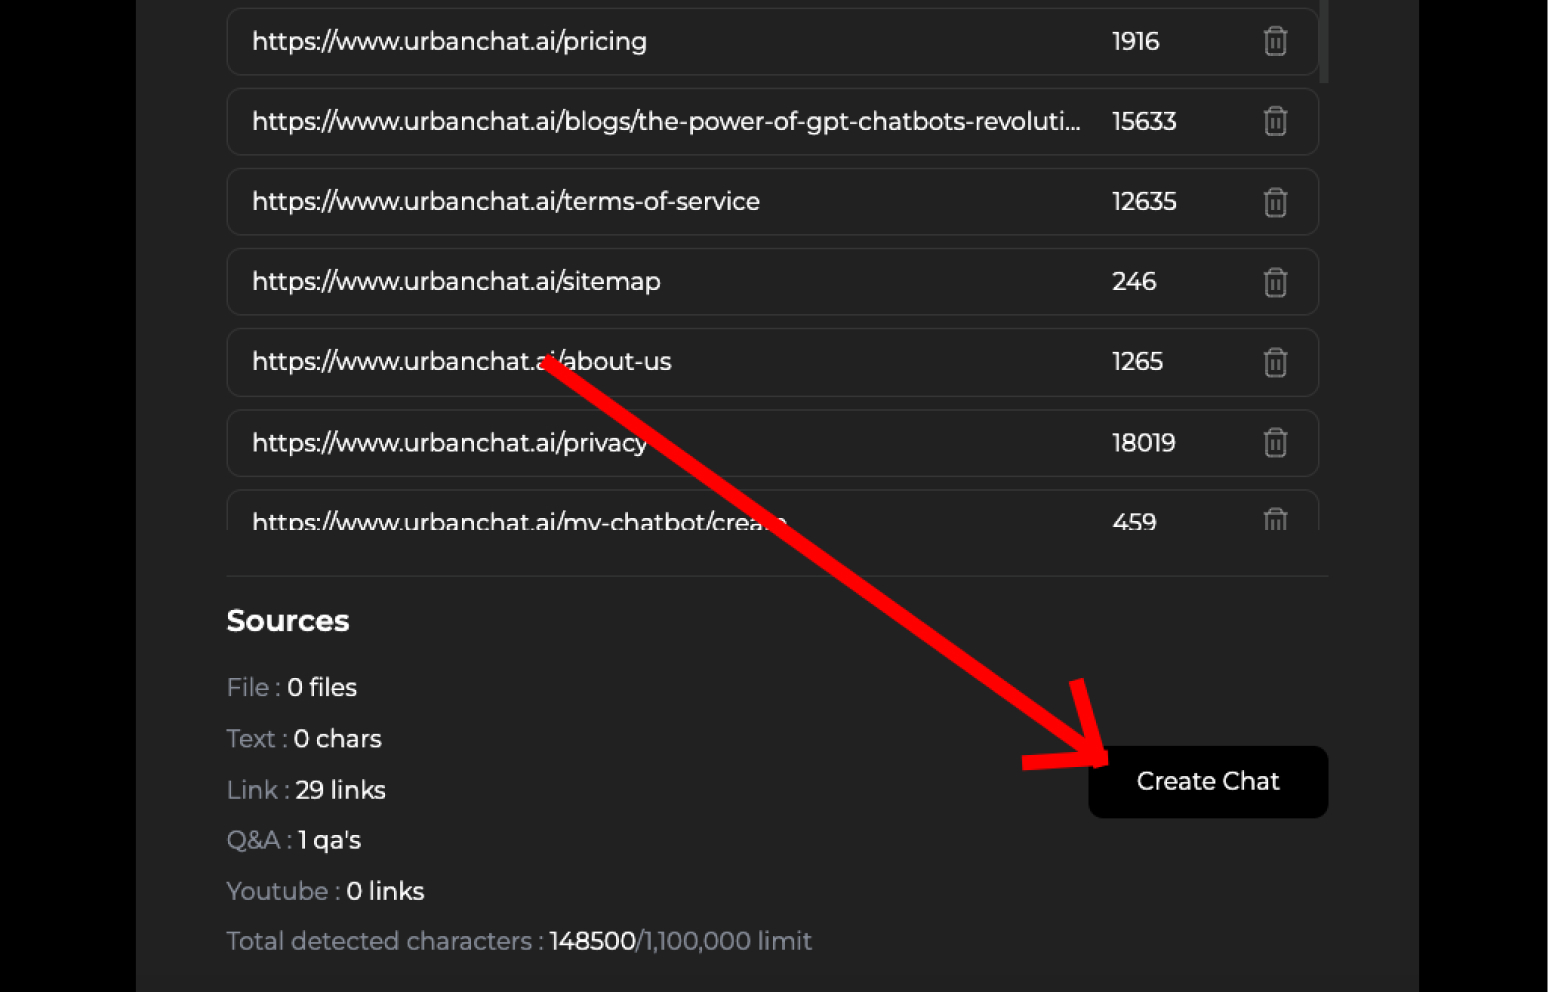 https://www.urbanchat.ai/pricing 1916
https://www.urbanchat.ai/blogs/the-power-of-gpt-chatbots-revoluti... 15633
https://www.urbanchat.ai/terms-of-service 12635
https://www.urbanchat.ai/sitemap 246
https://www.urbanchat.ai/about-us 1265
https://www.urbanchat.ai/privacy 18019
https://www.urbanchat.ai/my-chatbot/create 459
Sources
File : 0 files
Text : 0 chars
Link : 29 links
Create Chat
Q&A : 1 qa's
Youtube : 0 links
Total detected characters : 148500/1,100,000 limit